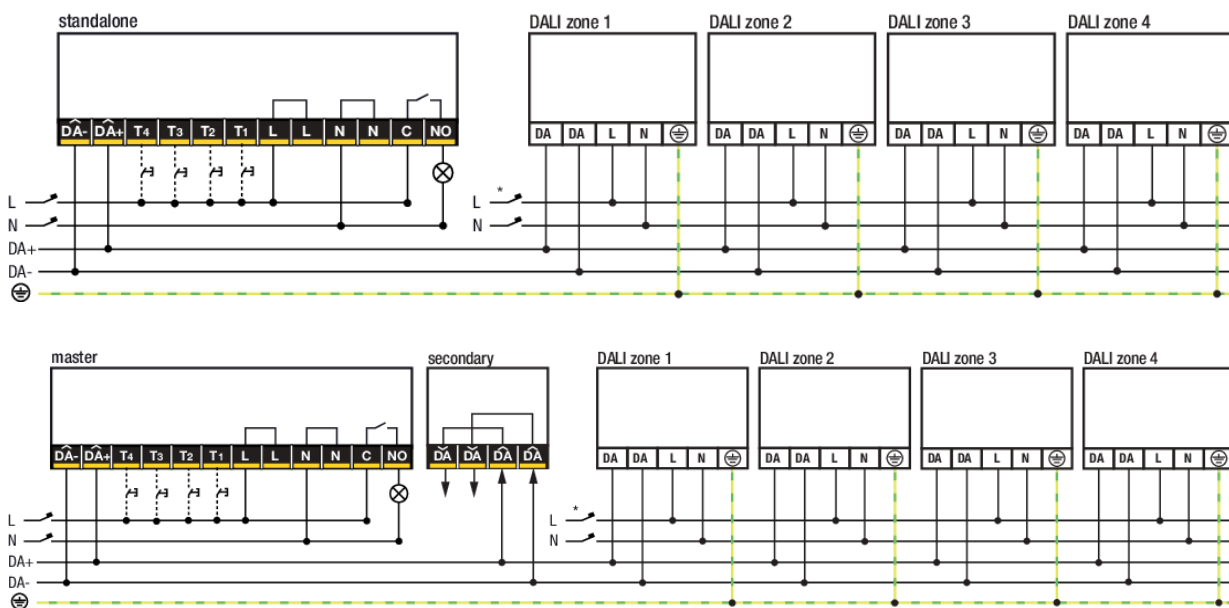 standalone DALI zone 1 DALI zone 2 DALI zone 3 DALI zone 4
DA- DA+ T4 T3 T2 T1 L L N N C NO
DA DA L N DA DA L N DA DA L N DA DA L N
L L *
N N
DA+
DA-
master secondary DALI zone 1 DALI zone 2 DALI zone 3 DALI zone 4
DA- DA+ T4 T3 T2 T1 L L N N C NO DA DA DA DA
DA DA L N DA DA L N DA DA L N DA DA L N
L L *
N N
DA+
DA-